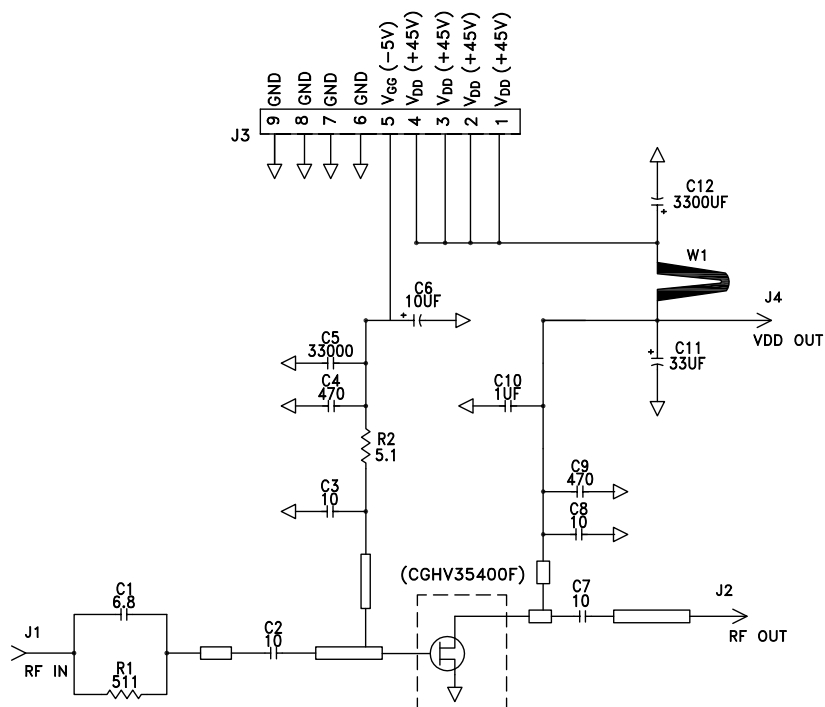 GND
GND
GND
GND
VGG (-5V)
VDD (+45V)
VDD (+45V)
VDD (+45V)
VDD (+45V)
J3
9
8
7
6
5
4
3
2
1
C12
3300UF
+
W1
J4
VDD OUT
C6
10UF
+
C5
33000
C4
470
R2
5.1
C3
10
C10
1UF
+
C11
33UF
C9
470
C8
10
(CGHV35400F)
C7
10
J2
RF OUT
J1
RF IN
C1
6.8
R1
511
C2
10